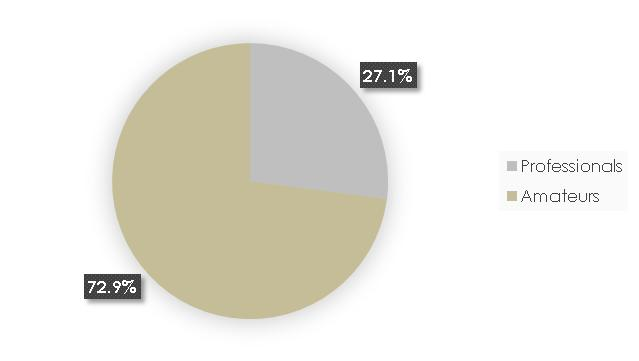 27.1%
Professionals
Amateurs
72.9%